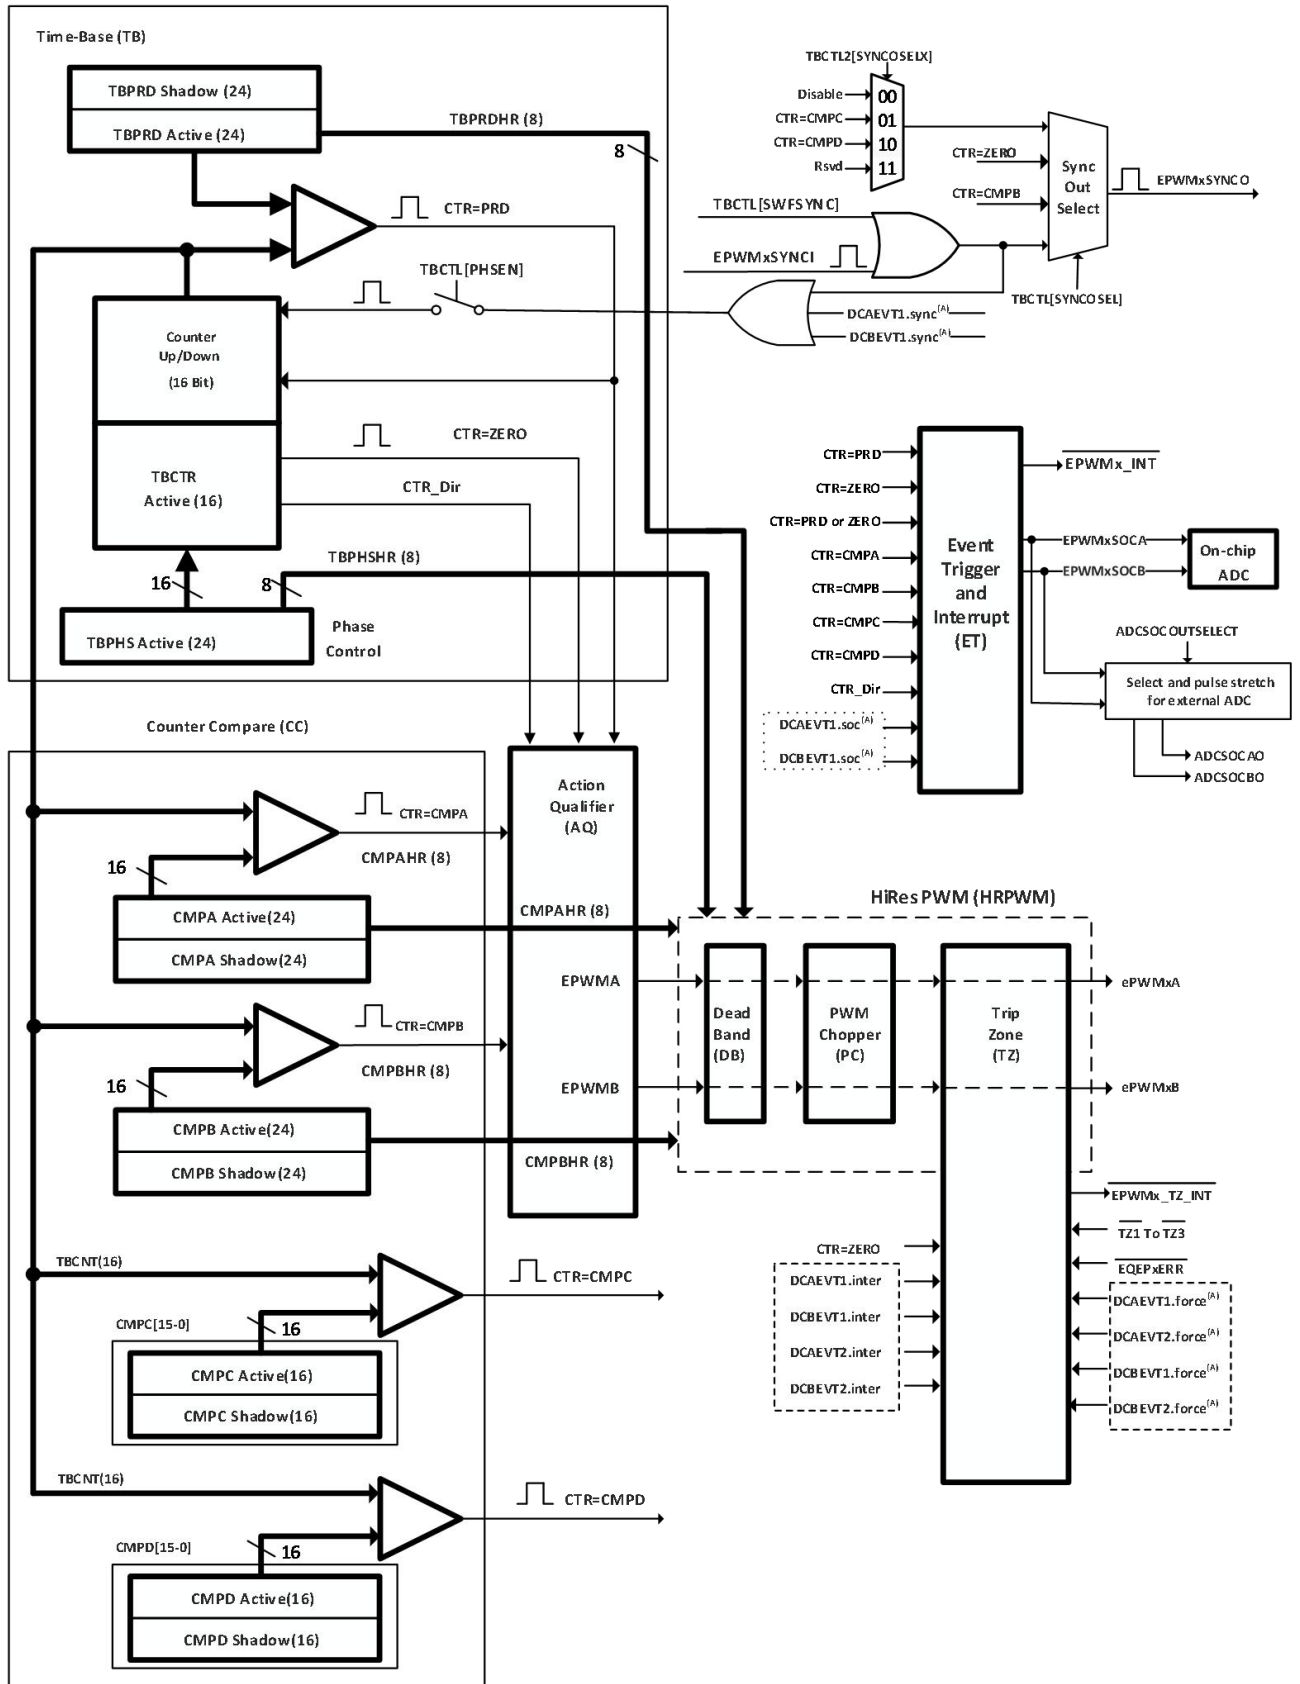 Time-Base (TB)
TBPRD Shadow (24)
TBPRD Active (24)
TBPRDHR (8)
8
CTR=PRD
TBCTL[PHSEN]
Counter
Up/Down
(16 Bit)
CTR=ZERO
TBCTR
Active (16)
CTR_Dir
TBPHSHR (8)
16
8
TBPHS Active (24)
Phase
Control
TBCTL2[SYNCOSELX]
Disable
00
CTR=CMPC
01
CTR=CMPD
10
Rsvd
11
CTR=ZERO
CTR=CMPB
Sync
Out
Select
EPWMxSYNCO
TBCTL[SWFSYNC]
EPWMxSYNCI
TBCTL[SYNCOSEL]
DCAEVT1.sync(A)
DCBEVT1.sync(A)
CTR=PRD
CTR=ZERO
CTR=PRD or ZERO
CTR=CMPA
CTR=CMPB
CTR=CMPC
CTR=CMPD
CTR_Dir
DCAEVT1.soc(A)
DCBEVT1.soc(A)
Event
Trigger
and
Interrupt
(ET)
EPWMx_INT
EPWMxSOCA
EPWMxSOCB
On-chip
ADC
ADCSOCOUTSELECT
Select and pulse stretch
for external ADC
ADCSOCAO
ADCSOCBO
Counter Compare (CC)
CTR=CMPA
16
CMPAHR (8)
CMPA Active(24)
CMPA Shadow(24)
CTR=CMPB
16
CMPBHR (8)
CMPB Active(24)
CMPB Shadow(24)
Action
Qualifier
(AQ)
CMPAHR (8)
EPWMA
EPWMB
CMPBHR (8)
HiRes PWM (HRPWM)
Dead
Band
(DB)
PWM
Chopper
(PC)
Trip
Zone
(TZ)
ePWMxA
ePWMxB
EPWMx_TZ_INT
TZ1 To TZ3
EQEPxERR
DCAEVT1.force(A)
DCAEVT2.force(A)
DCBEVT1.force(A)
DCBEVT2.force(A)
CTR=ZERO
DCAEVT1.inter
DCBEVT1.inter
DCAEVT2.inter
DCBEVT2.inter
TBCNT(16)
CTR=CMPC
CMPC[15-0]
16
CMPC Active(16)
CMPC Shadow(16)
TBCNT(16)
CTR=CMPD
CMPD[15-0]
16
CMPD Active(16)
CMPD Shadow(16)